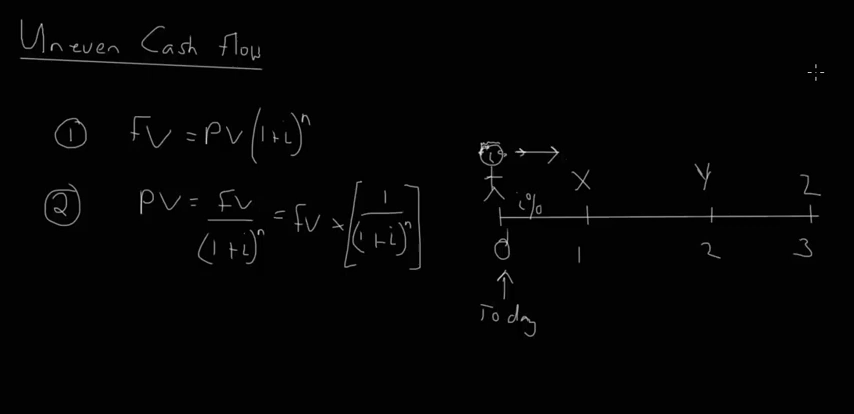 Uneven Cash Flow
① FV = PV(1+i)^n
② PV = FV/(1+i)^n = FV × [1/(1+i)^n]
X Y Z
i%
0 1 2 3
Today